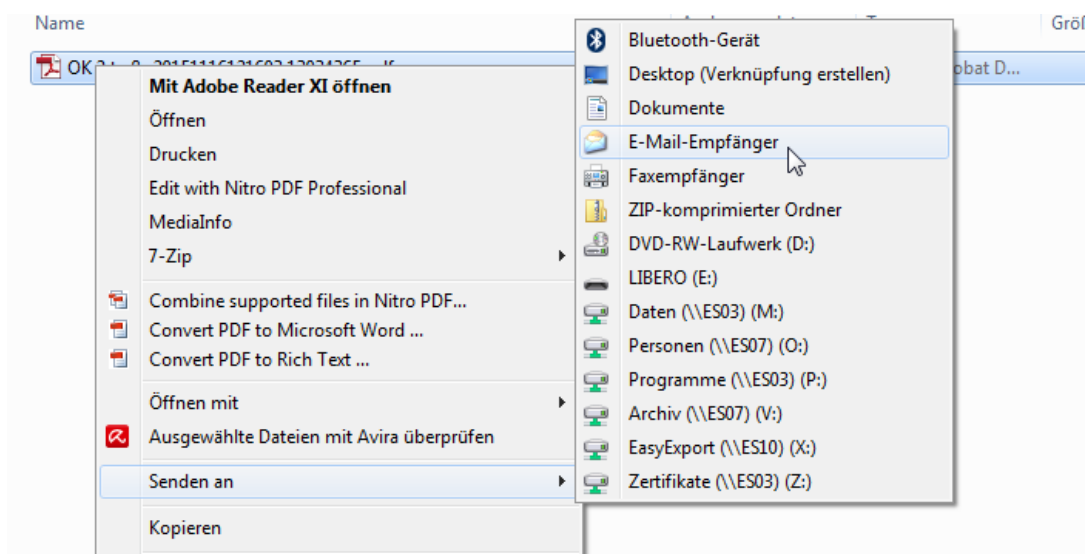 Name
Größ
OK
obat D...
Mit Adobe Reader XI öffnen
Öffnen
Drucken
Edit with Nitro PDF Professional
MediaInfo
7-Zip
Combine supported files in Nitro PDF...
Convert PDF to Microsoft Word ...
Convert PDF to Rich Text ...
Öffnen mit
Ausgewählte Dateien mit Avira überprüfen
Senden an
Kopieren
Bluetooth-Gerät
Desktop (Verknüpfung erstellen)
Dokumente
E-Mail-Empfänger
Faxempfänger
ZIP-komprimierter Ordner
DVD-RW-Laufwerk (D:)
LIBERO (E:)
Daten (\\ES03) (M:)
Personen (\\ES07) (O:)
Programme (\\ES03) (P:)
Archiv (\\ES07) (V:)
EasyExport (\\ES10) (X:)
Zertifikate (\\ES03) (Z:)